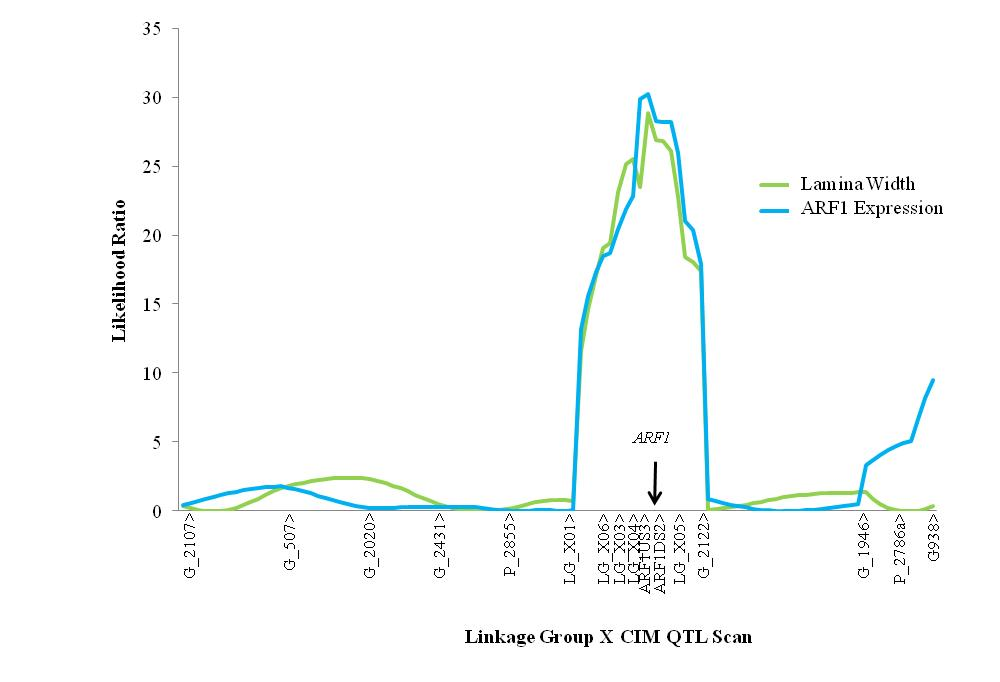 35
30
25
20
15
10
5
0
Likelihood Ratio
Lamina Width
ARF1 Expression
ARF1
G_2107>
G_507>
G_2020>
G_2431>
P_2855>
LG_X01>
LG_X06>
LG_X03>
LG_X04>
ARF1US3>
ARF1DS2>
LG_X05>
G_2122>
G_1946>
P_2786a>
G938>
Linkage Group X CIM QTL Scan